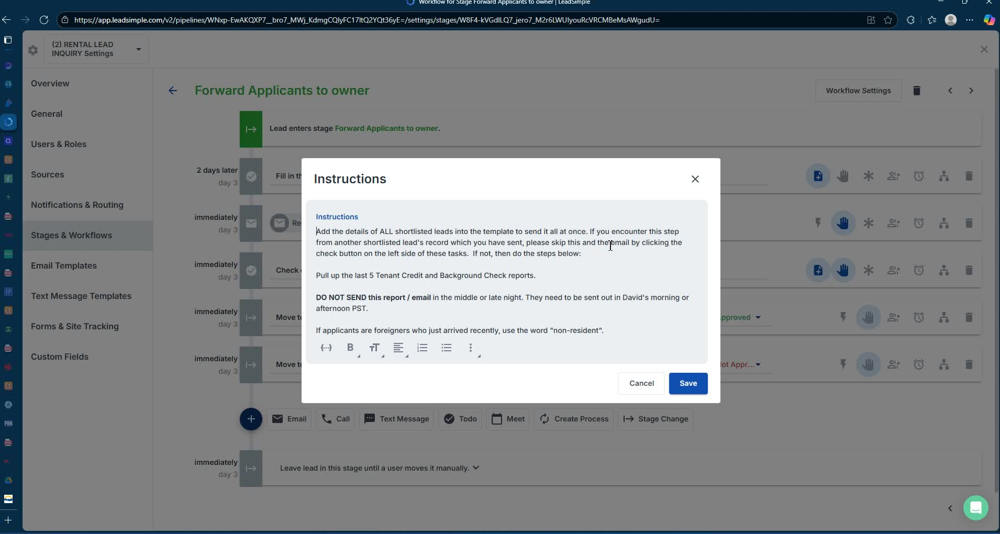 Workflow for Stage Forward Applicants to owner | LeadSimple
https://app.leadsimple.com/v2/pipelines/WNxp-EwAKQXP7__bro7_MWj_KdmgCQlyFC17ltQ2YQt36yE=/settings/stages/W8F4-kVGdlLQ7_jero7_M2r6LWUlyouRcVRCMBeMsAWgudU=
(2) RENTAL LEAD
INQUIRY Settings
Overview
General
Users & Roles
Sources
Notifications & Routing
Stages & Workflows
Email Templates
Text Message Templates
Forms & Site Tracking
Custom Fields
Forward Applicants to owner
Workflow Settings
Lead enters stage Forward Applicants to owner.
2 days later
day 3
Fill in th
immediately
day 3
Re
immediately
day 3
Check
immediately
day 3
Move to
pproved
immediately
day 3
Move to
lot Appr...
Instructions
Instructions
Add the details of ALL shortlisted leads into the template to send it all at once. If you encounter this step
from another shortlisted lead's record which you have sent, please skip this and the email by clicking the
check button on the left side of these tasks. If not, then do the steps below:
Pull up the last 5 Tenant Credit and Background Check reports.
DO NOT SEND this report / email in the middle or late night. They need to be sent out in David's morning or
afternoon PST.
If applicants are foreigners who just arrived recently, use the word "non-resident".
Cancel
Save
Email
Call
Text Message
Todo
Meet
Create Process
Stage Change
immediately
day 3
Leave lead in this stage until a user moves it manually.
PRN